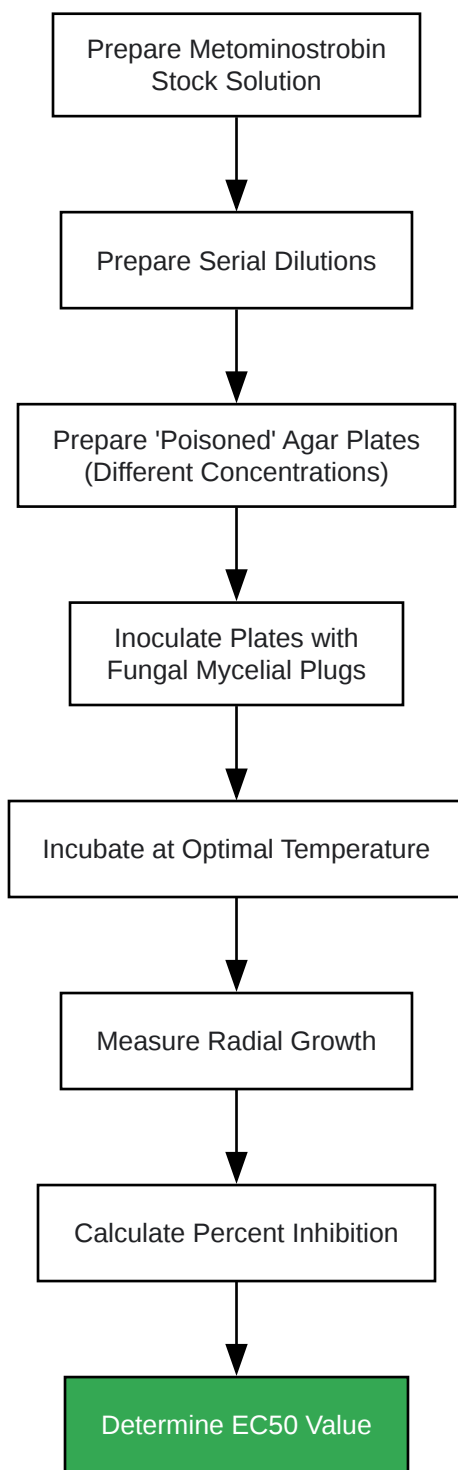 Prepare Metominostrobin
Stock Solution
Prepare Serial Dilutions
Prepare 'Poisoned' Agar Plates
(Different Concentrations)
Inoculate Plates with
Fungal Mycelial Plugs
Incubate at Optimal Temperature
Measure Radial Growth
Calculate Percent Inhibition
Determine EC50 Value